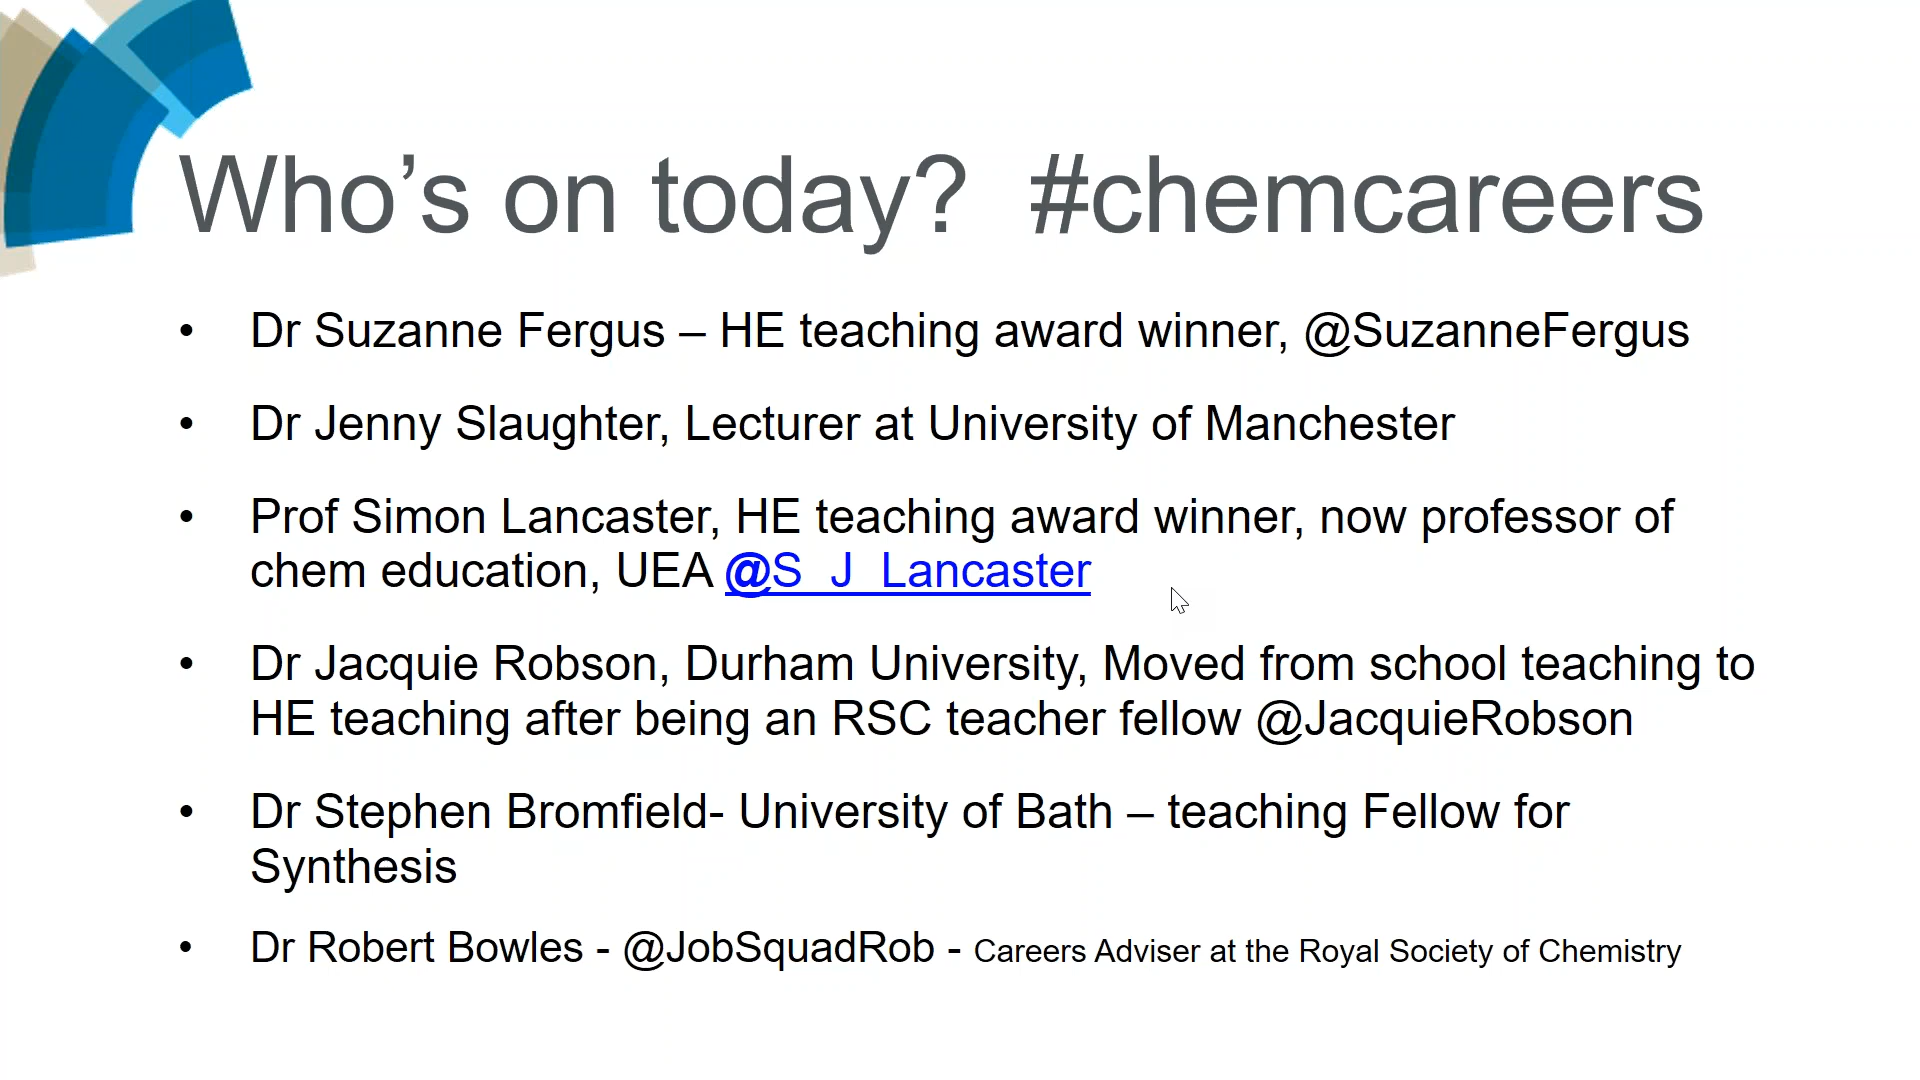 Who’s on today?  #chemcareers
• Dr Suzanne Fergus – HE teaching award winner, @SuzanneFergus
• Dr Jenny Slaughter, Lecturer at University of Manchester
• Prof Simon Lancaster, HE teaching award winner, now professor of
chem education, UEA @S_J_Lancaster
• Dr Jacquie Robson, Durham University, Moved from school teaching to
HE teaching after being an RSC teacher fellow @JacquieRobson
• Dr Stephen Bromfield- University of Bath – teaching Fellow for
Synthesis
• Dr Robert Bowles - @JobSquadRob - Careers Adviser at the Royal Society of Chemistry